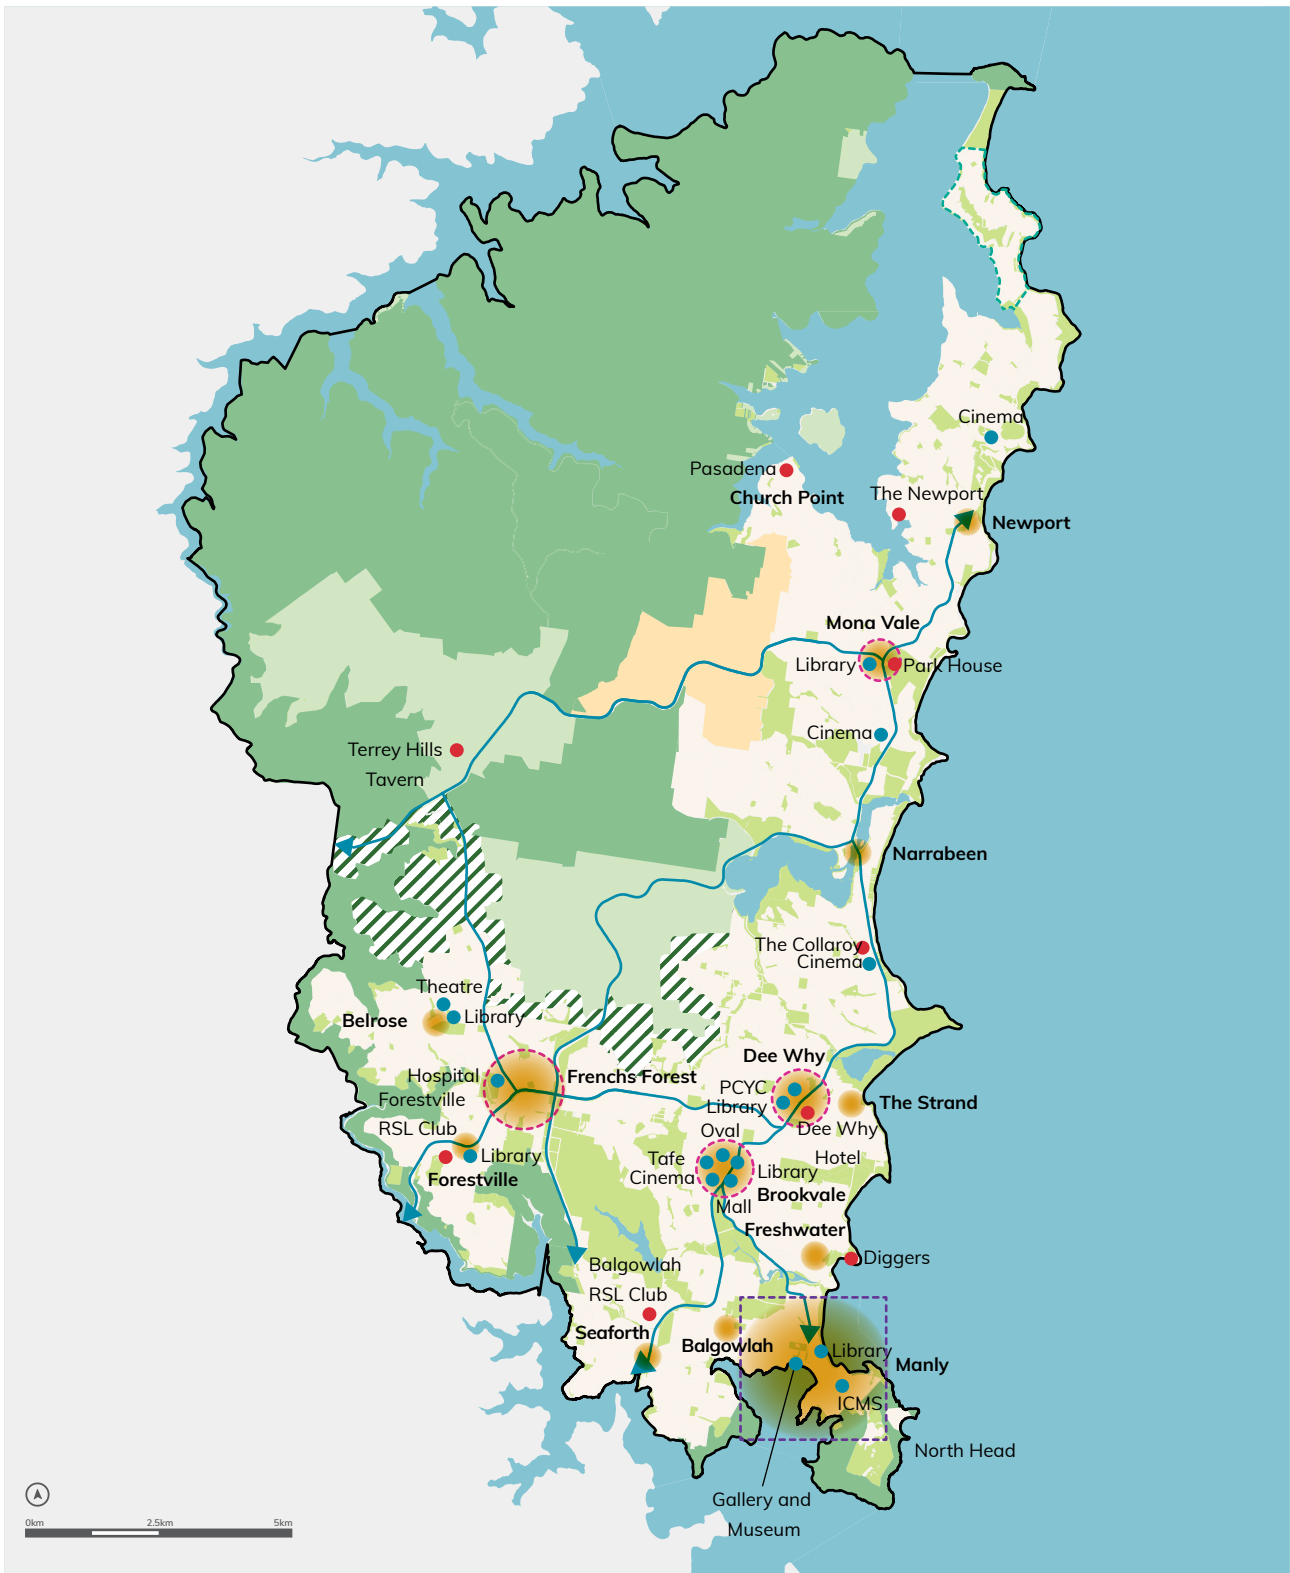 Cinema
Pasadena
Church Point
The Newport
Newport
Mona Vale
Library
Park House
Cinema
Terrey Hills
Tavern
Narrabeen
The Collaroy
Cinema
Theatre
Belrose
Library
Dee Why
Hospital
Frenchs Forest
PCYC
Forestville
Library
The Strand
RSL Club
Oval
Dee Why
Hotel
Library
Tafe
Library
Cinema
Forestville
Brookvale
Mall
Freshwater
Balgowlah
Diggers
RSL Club
Seaforth
Balgowlah
Library
Manly
ICMS
North Head
Gallery and
Museum
0km
2.5km
5km